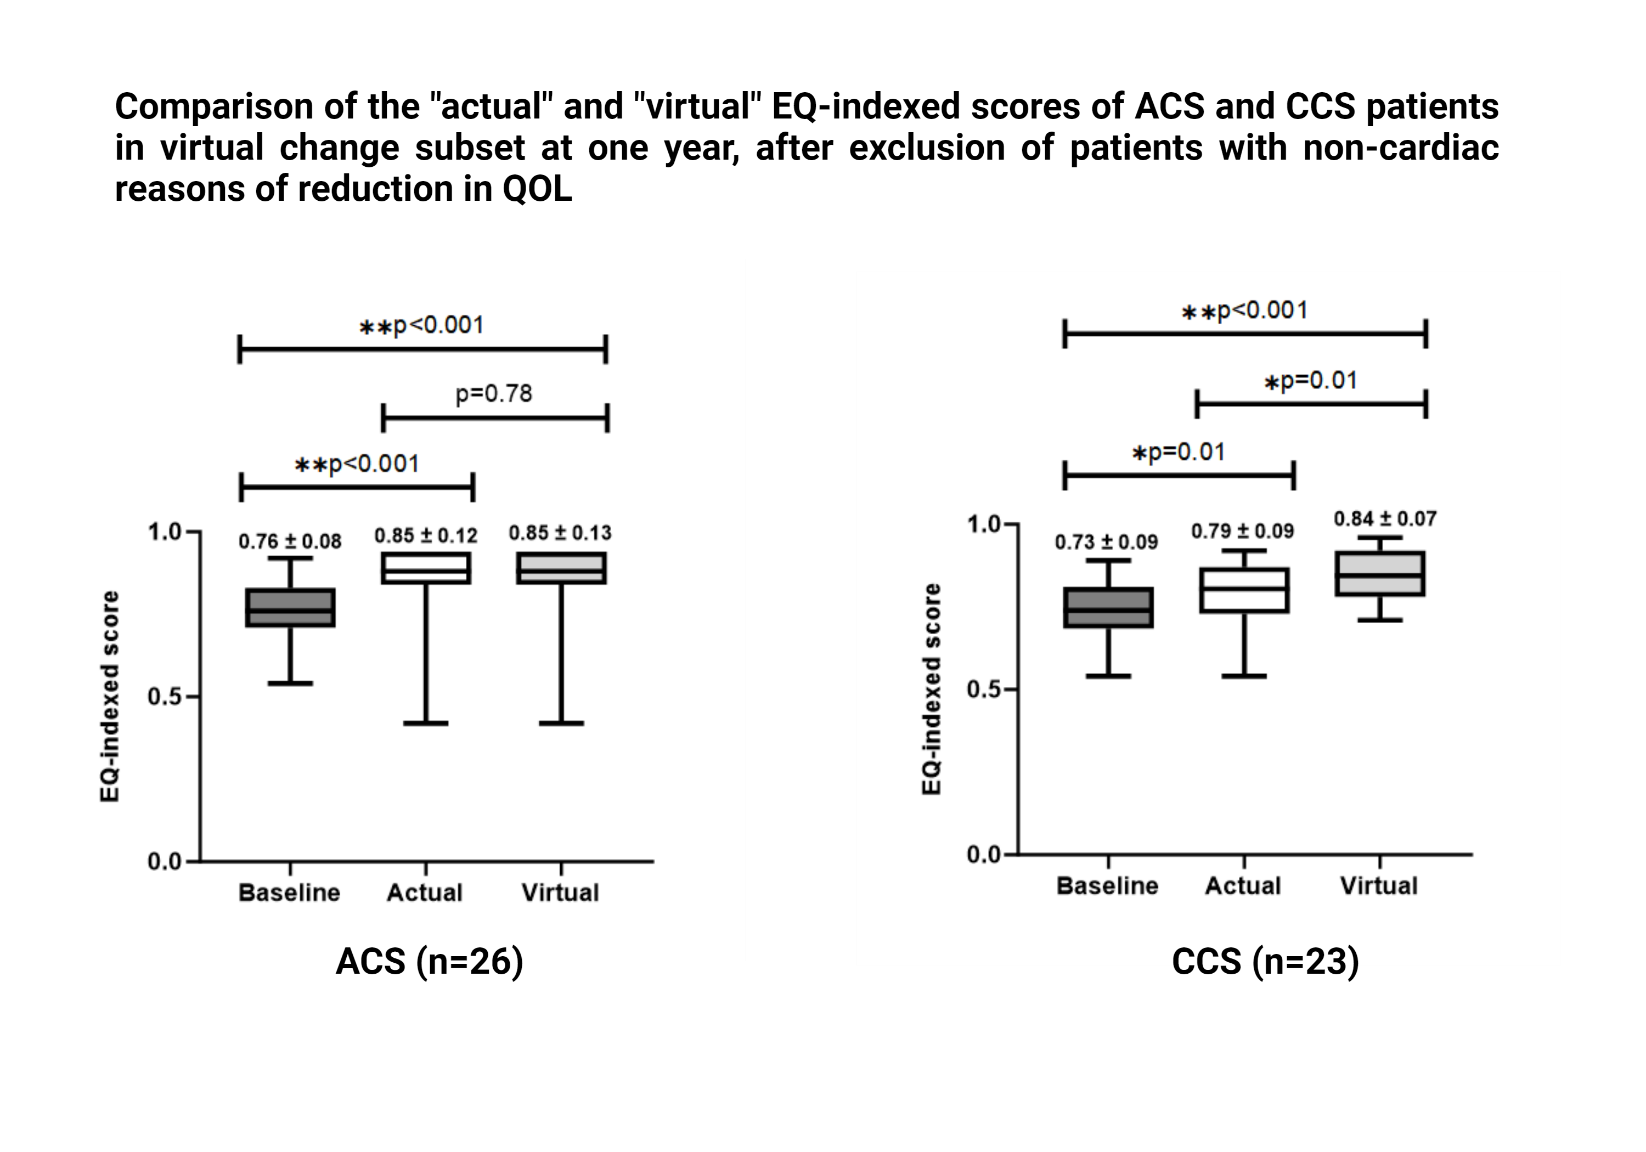 Comparison of the "actual" and "virtual" EQ-indexed scores of ACS and CCS patients
in virtual change subset at one year, after exclusion of patients with non-cardiac
reasons of reduction in QOL
**p<0.001
p=0.78
**p<0.001
1.0
0.76 ± 0.08
0.85 ± 0.12
0.85 ± 0.13
0.5
0.0
EQ-indexed score
Baseline
Actual
Virtual
ACS (n=26)
**p<0.001
*p=0.01
*p=0.01
1.0
0.73 ± 0.09
0.79 ± 0.09
0.84 ± 0.07
0.5
0.0
EQ-indexed score
Baseline
Actual
Virtual
CCS (n=23)